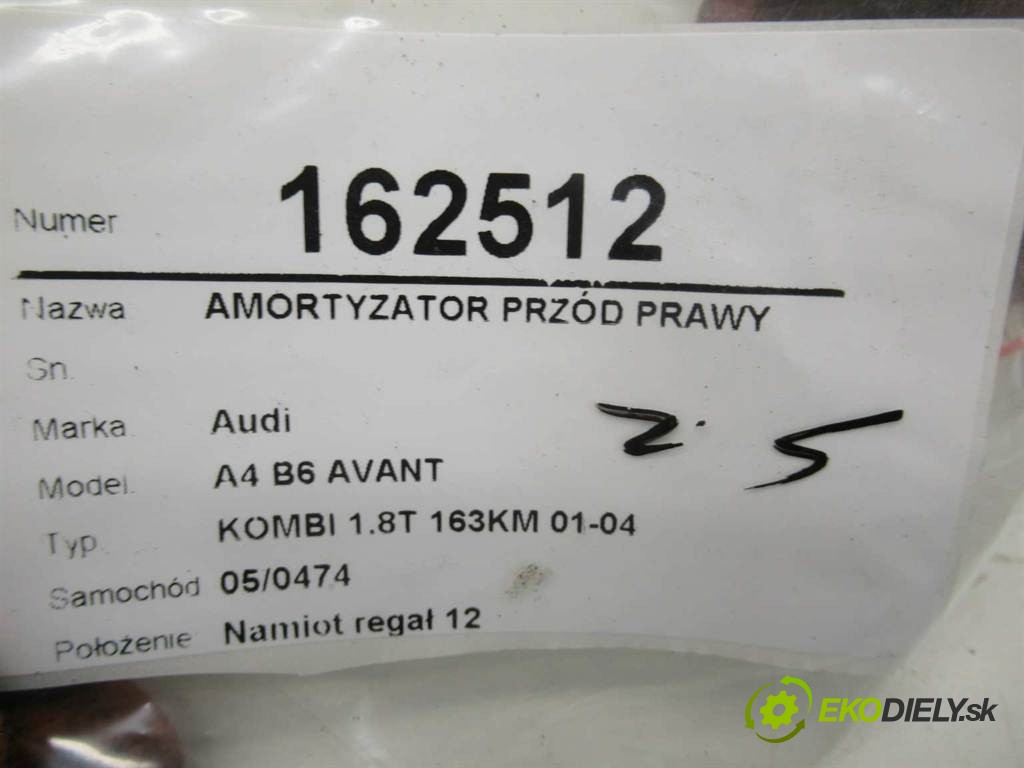 Numer 162512
Nazwa AMORTYZATOR PRZÓD PRAWY
Sn.
Marka Audi
Model. A4 B6 AVANT
Typ. KOMBI 1.8T 163KM 01-04
Samochód 05/0474
Położenie Namiot regał 12
2. 5
EKODIELY.sk